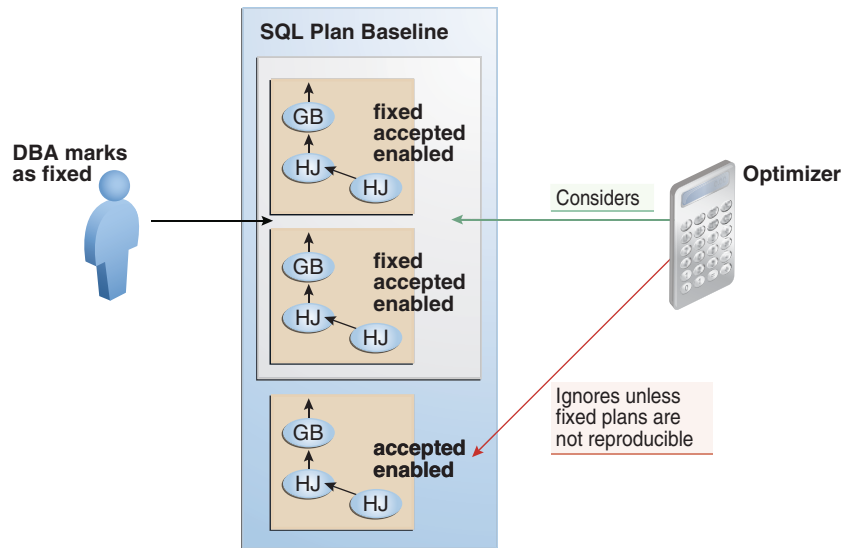 SQL Plan Baseline
GB
HJ
HJ
fixed
accepted
enabled
DBA marks
as fixed
Considers
Optimizer
GB
HJ
HJ
fixed
accepted
enabled
Ignores unless
fixed plans are
not reproducible
GB
HJ
HJ
accepted
enabled